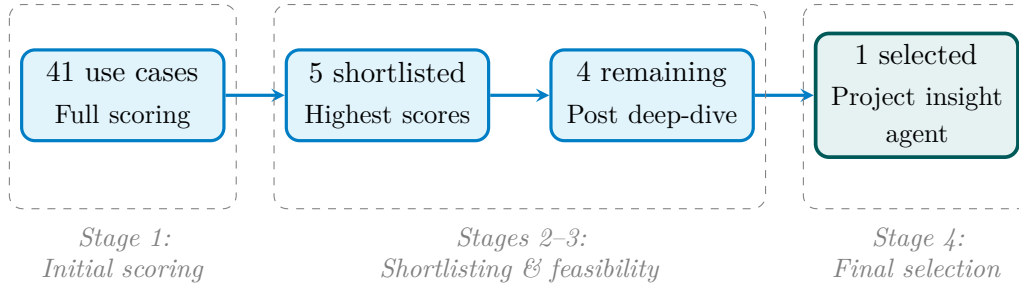 41 use cases
Full scoring
5 shortlisted
Highest scores
4 remaining
Post deep-dive
1 selected
Project insight
agent
Stage 1:
Initial scoring
Stages 2–3:
Shortlisting & feasibility
Stage 4:
Final selection